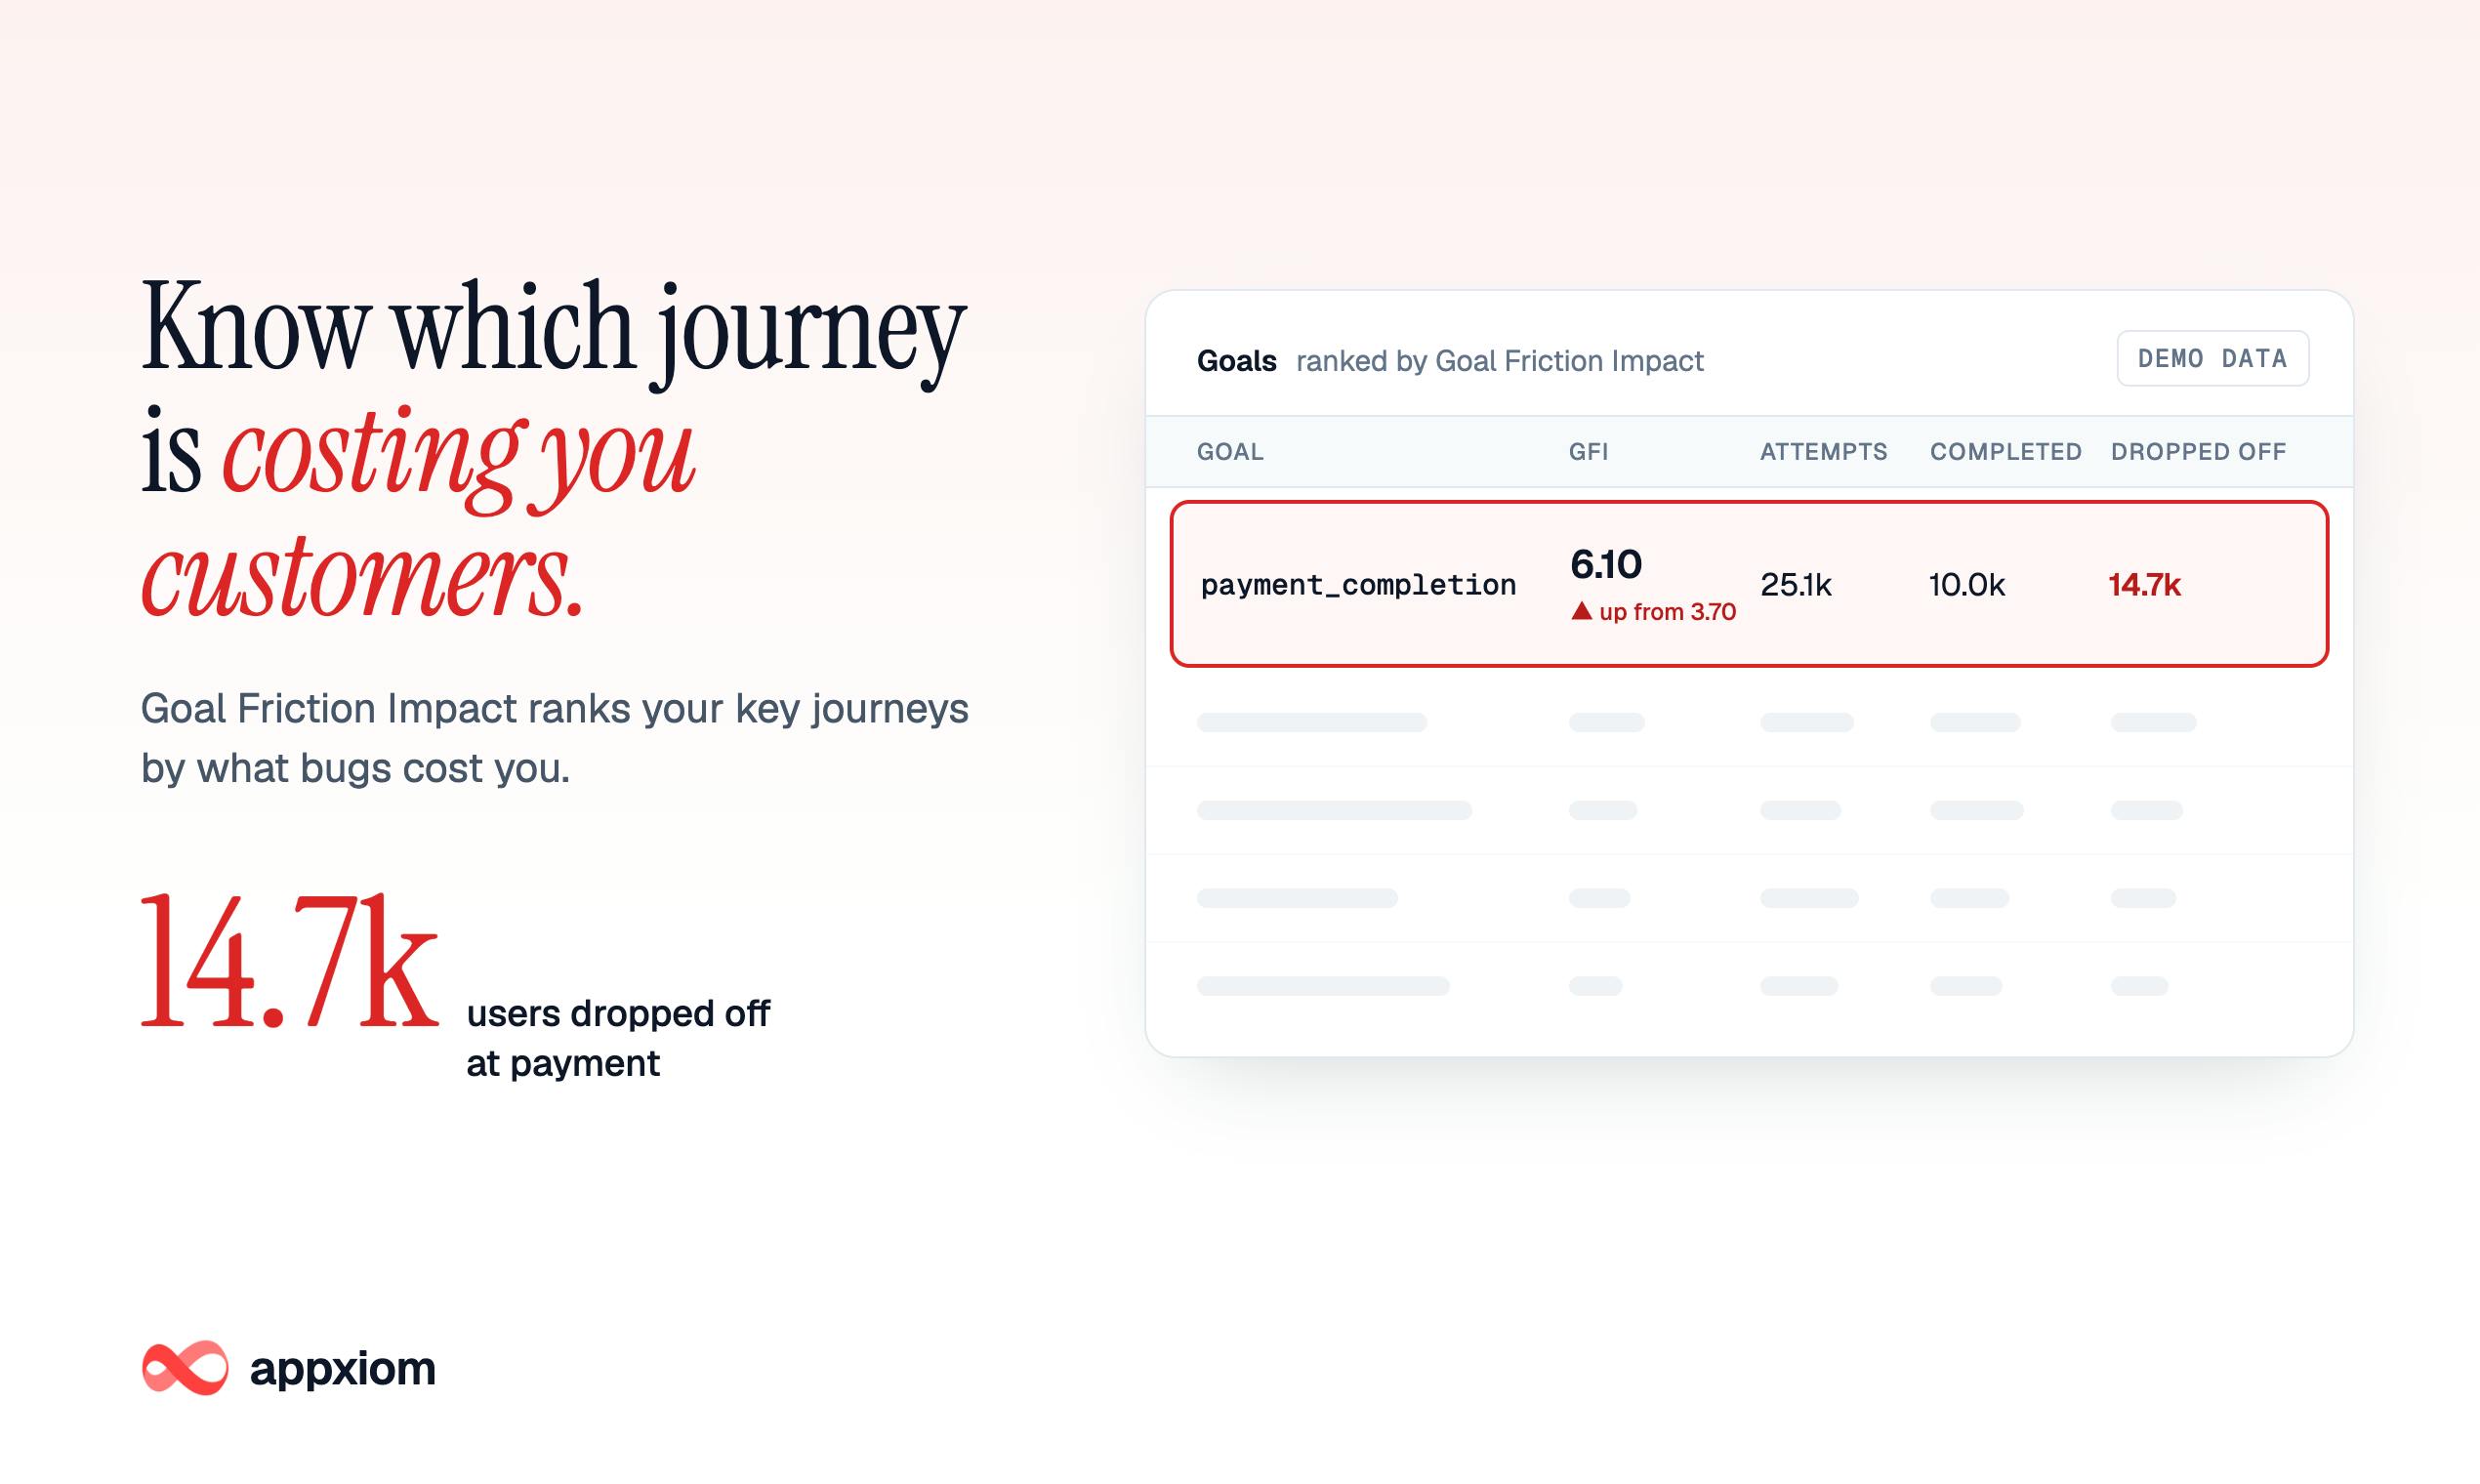 Know which journey
is costing you
customers.
Goal Friction Impact ranks your key journeys
by what bugs cost you.
14.7k users dropped off
at payment
appxiom
Goals ranked by Goal Friction Impact DEMO DATA
GOAL GFI ATTEMPTS COMPLETED DROPPED OFF
payment_completion 6.10 25.1k 10.0k 14.7k
▲ up from 3.70